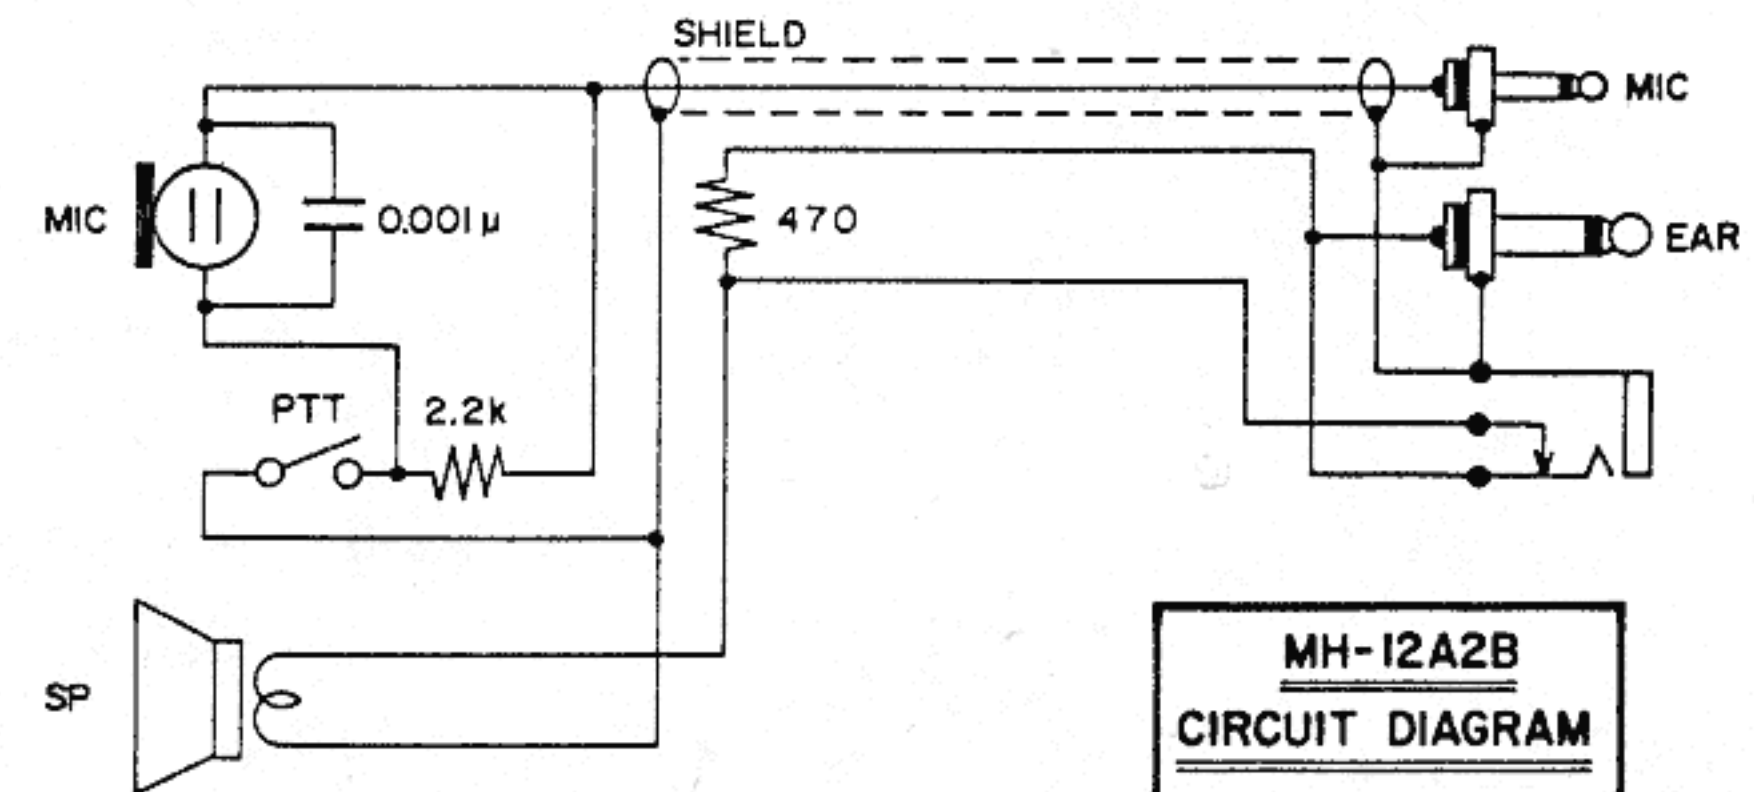 SHIELD
MIC
MIC
0.001μ
470
EAR
PTT
2.2k
SP
MH-12A2B
CIRCUIT DIAGRAM